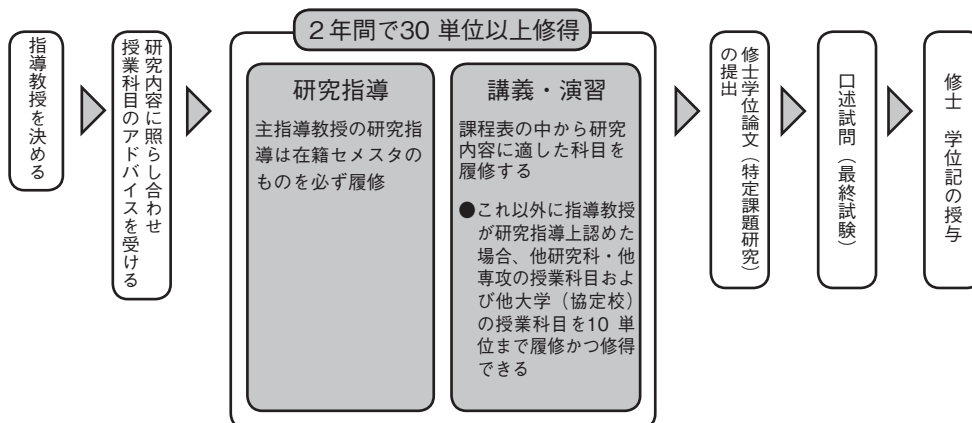 指導教授を決める
研究内容に照らし合わせ
授業科目のアドバイスを受ける
2年間で30 単位以上修得
研究指導
主指導教授の研究指
導は在籍セメスタの
ものを必ず履修
講義・演習
課程表の中から研究
内容に適した科目を
履修する
●これ以外に指導教授
が研究指導上認めた
場合、他研究科・他
専攻の授業科目およ
び他大学（協定校）
の授業科目を10 単
位まで履修かつ修得
できる
修士学位論文（特定課題研究）
の提出
口述試問（最終試験）
修士 学位記の授与